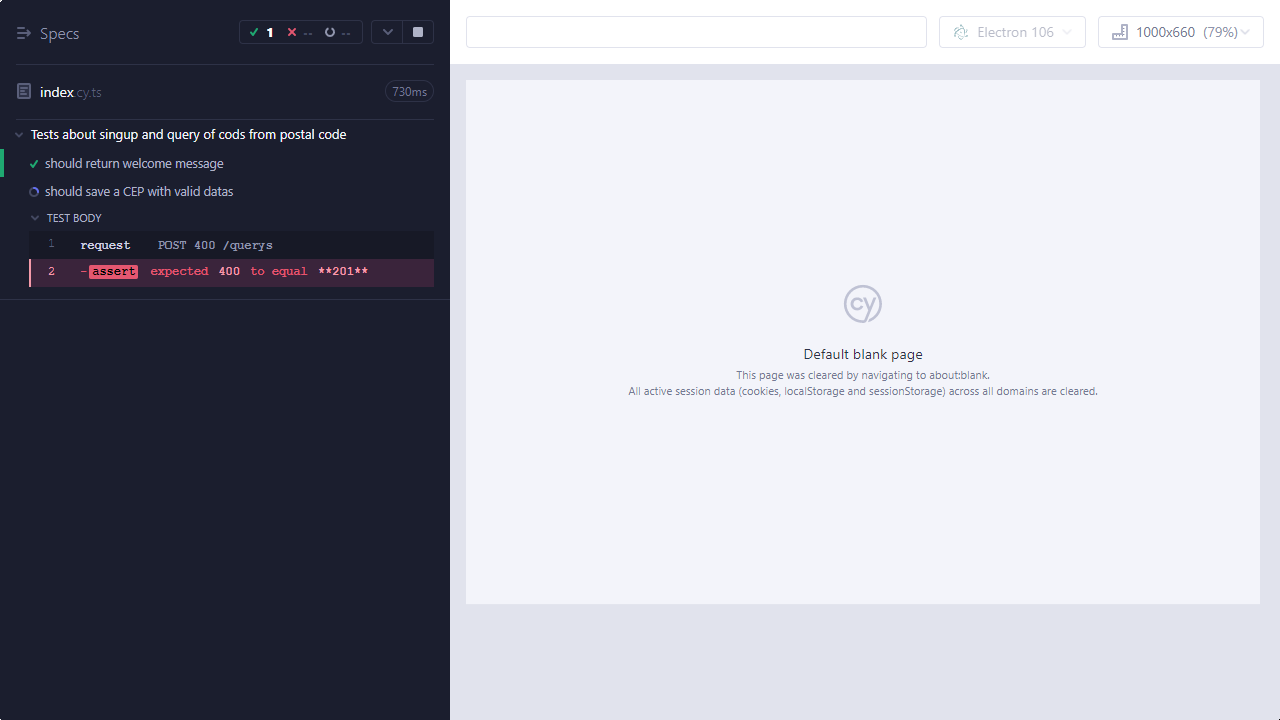 Specs
1 -- --
index.cy.ts
730ms
Tests about singup and query of cods from postal code
should return welcome message
should save a CEP with valid datas
TEST BODY
1 request POST 400 /querys
2 -assert expected 400 to equal **201**
Electron 106
1000x660 (79%)
cy
Default blank page
This page was cleared by navigating to about:blank.
All active session data (cookies, localStorage and sessionStorage) across all domains are cleared.